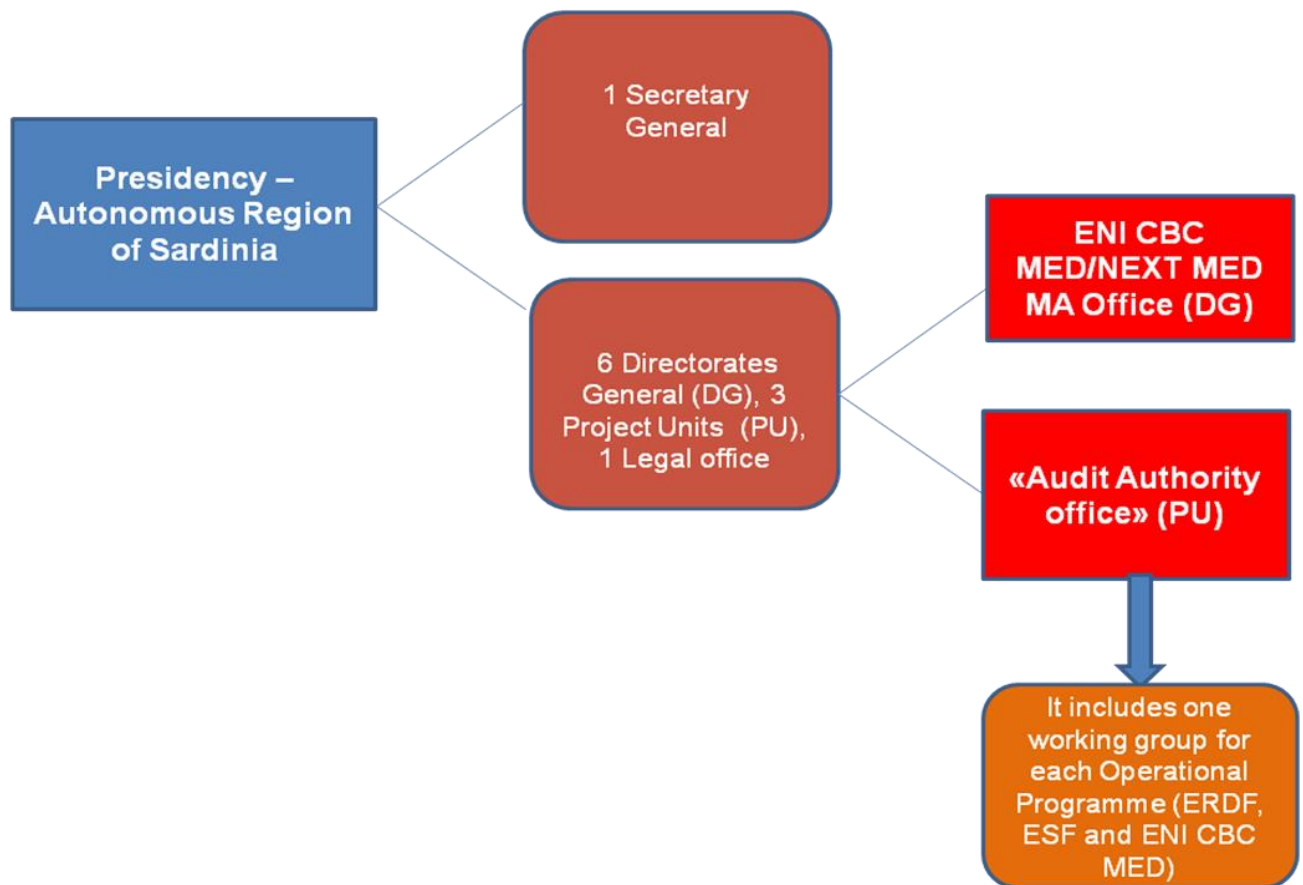 Presidency –
Autonomous Region
of Sardinia
1 Secretary
General
6 Directorates
General (DG), 3
Project Units (PU),
1 Legal office
ENI CBC
MED/NEXT MED
MA Office (DG)
«Audit Authority
office» (PU)
It includes one
working group for
each Operational
Programme (ERDF,
ESF and ENI CBC
MED)